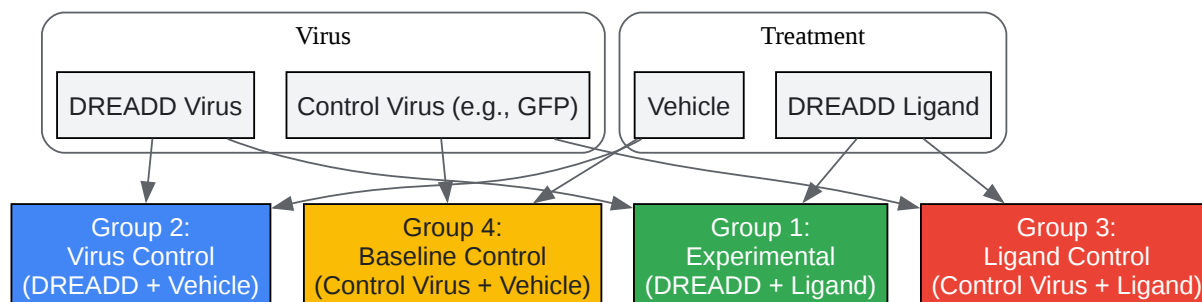 Virus
Treatment
DREADD Virus
Control Virus (e.g., GFP)
Vehicle
DREADD Ligand
Group 2:
Virus Control
(DREADD + Vehicle)
Group 4:
Baseline Control
(Control Virus + Vehicle)
Group 1:
Experimental
(DREADD + Ligand)
Group 3:
Ligand Control
(Control Virus + Ligand)